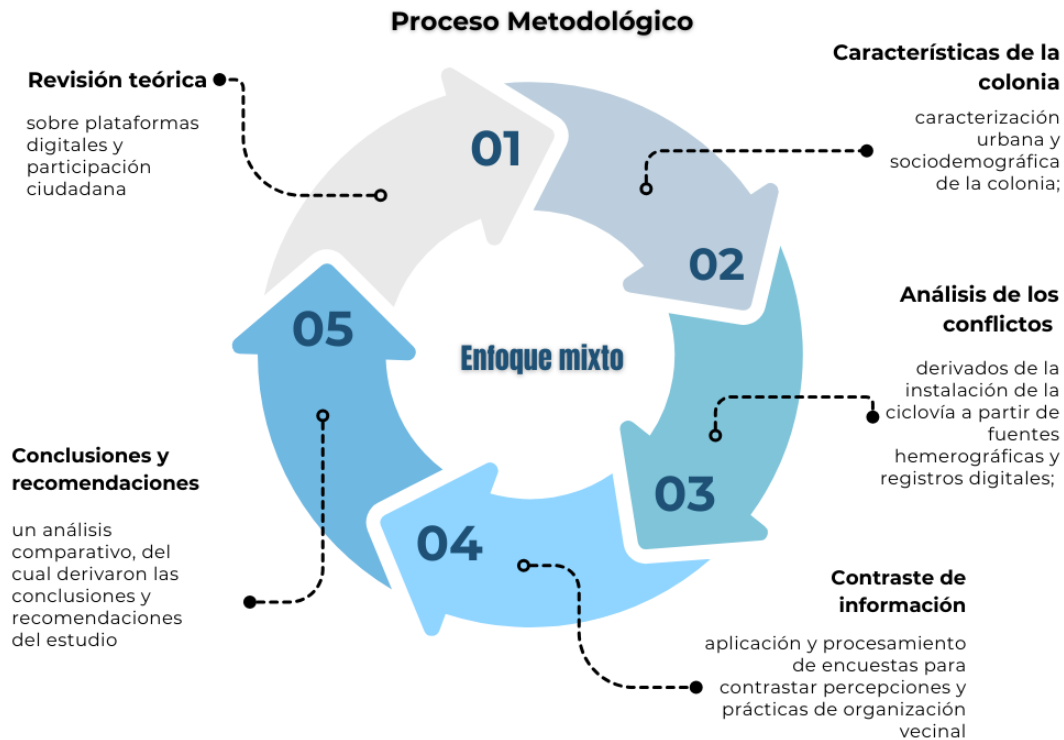 Proceso Metodológico
Revisión teórica
sobre plataformas
digitales y
participación
ciudadana
01
Características de la
colonia
caracterización
urbana y
sociodemográfica
de la colonia;
02
Análisis de los
conflictos
derivados de la
instalación de la
ciclovía a partir de
fuentes
hemerográficas y
registros digitales;
03
Contraste de
información
aplicación y procesamiento
de encuestas para
contrastar percepciones y
prácticas de organización
vecinal
04
Conclusiones y
recomendaciones
un análisis
comparativo, del
cual derivaron las
conclusiones y
recomendaciones
del estudio
05
Enfoque mixto